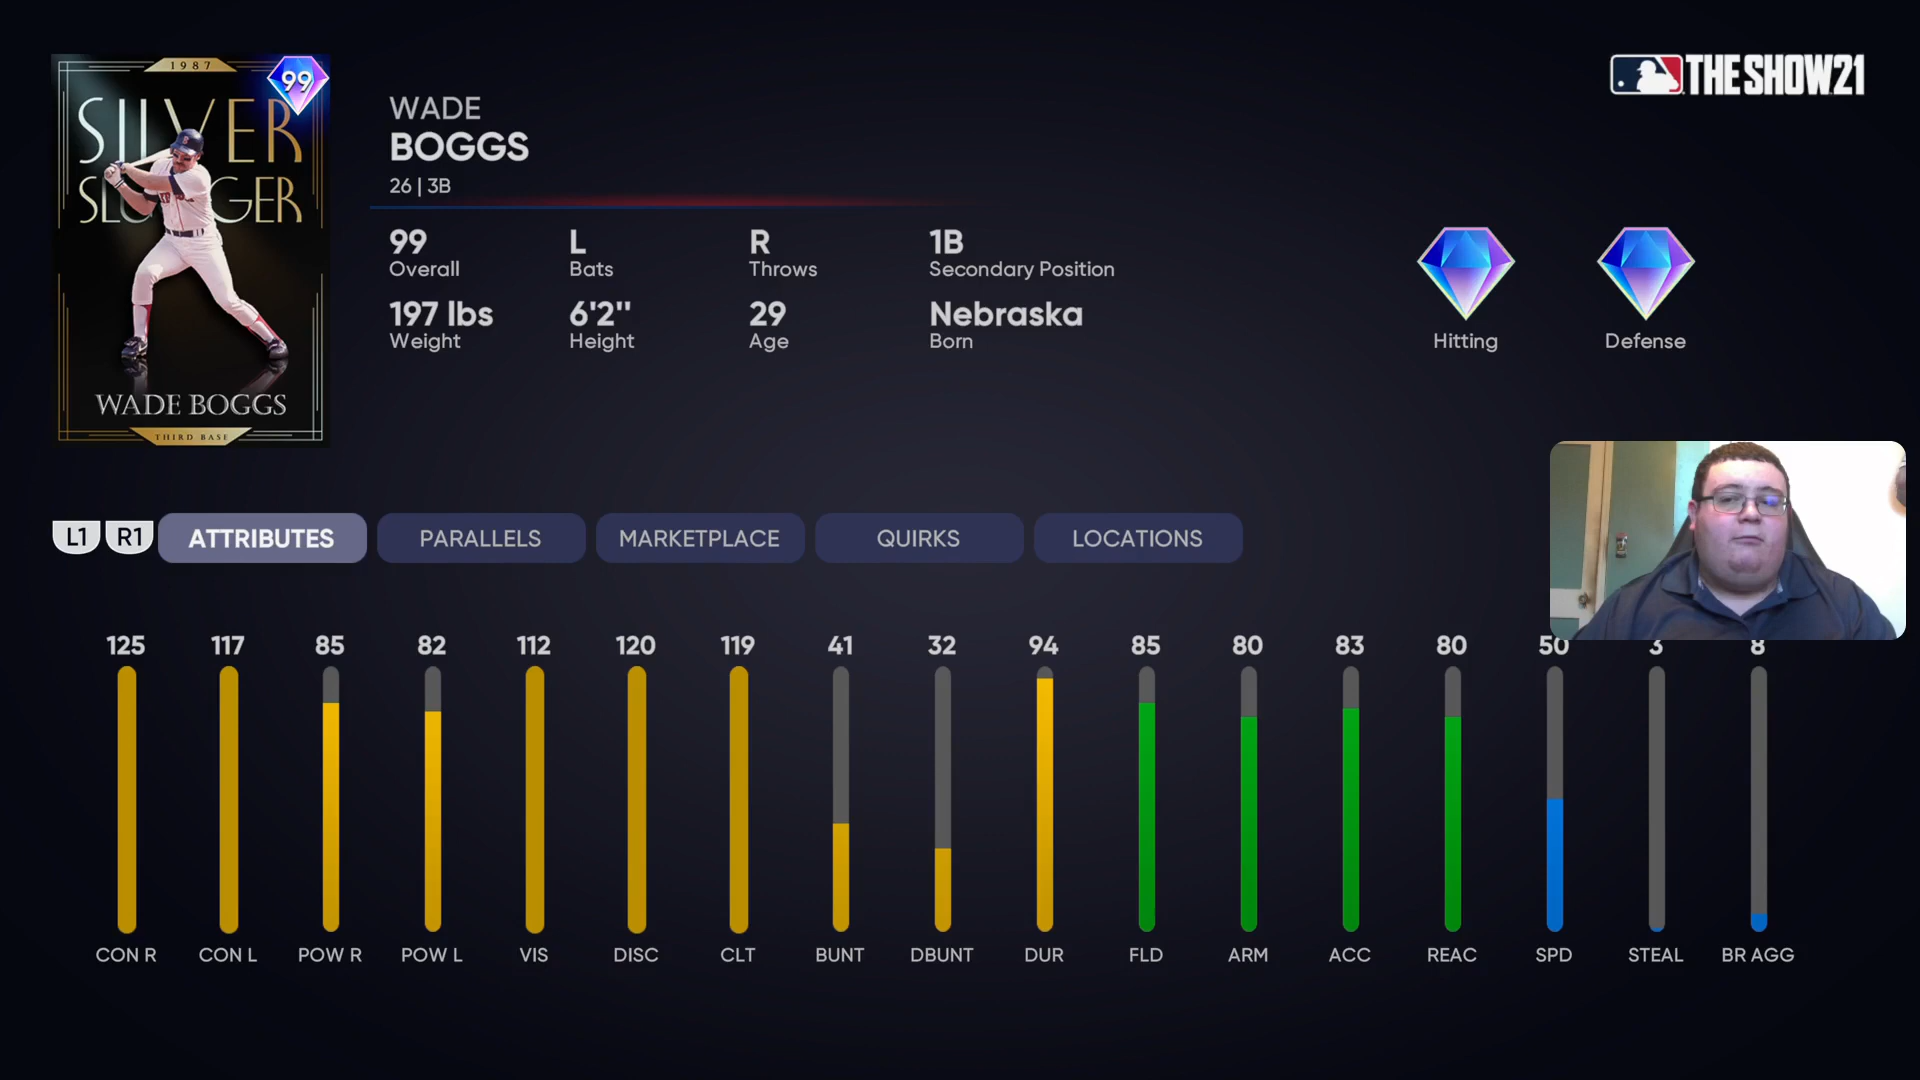 1987
99
SILVER
SLUGGER
WADE BOGGS
THIRD BASE
WADE
BOGGS
26 | 3B
99
Overall
L
Bats
R
Throws
1B
Secondary Position
197 lbs
Weight
6'2"
Height
29
Age
Nebraska
Born
THE SHOW21
Hitting
Defense
L1 R1 ATTRIBUTES PARALLELS MARKETPLACE QUIRKS LOCATIONS
125 117 85 82 112 120 119 41 32 94 85 80 83 80 50 3 8
CON R CON L POW R POW L VIS DISC CLT BUNT DBUNT DUR FLD ARM ACC REAC SPD STEAL BR AGG